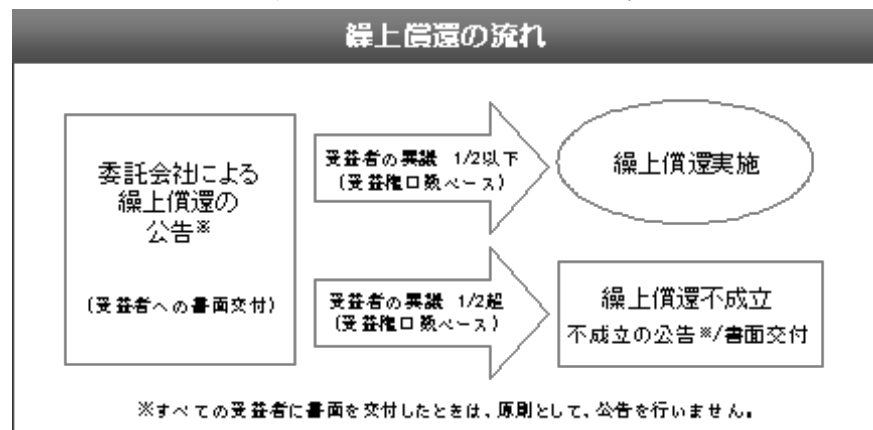 繰上償還の流れ
委託会社による
繰上償還の
公告※
(受益者への書面交付)
受益者の異議 1/2以下
(受益権口数ベース)
繰上償還実施
受益者の異議 1/2超
(受益権口数ベース)
繰上償還不成立
不成立の公告※/書面交付
※すべての受益者に書面を交付したときは、原則として、公告を行いません。